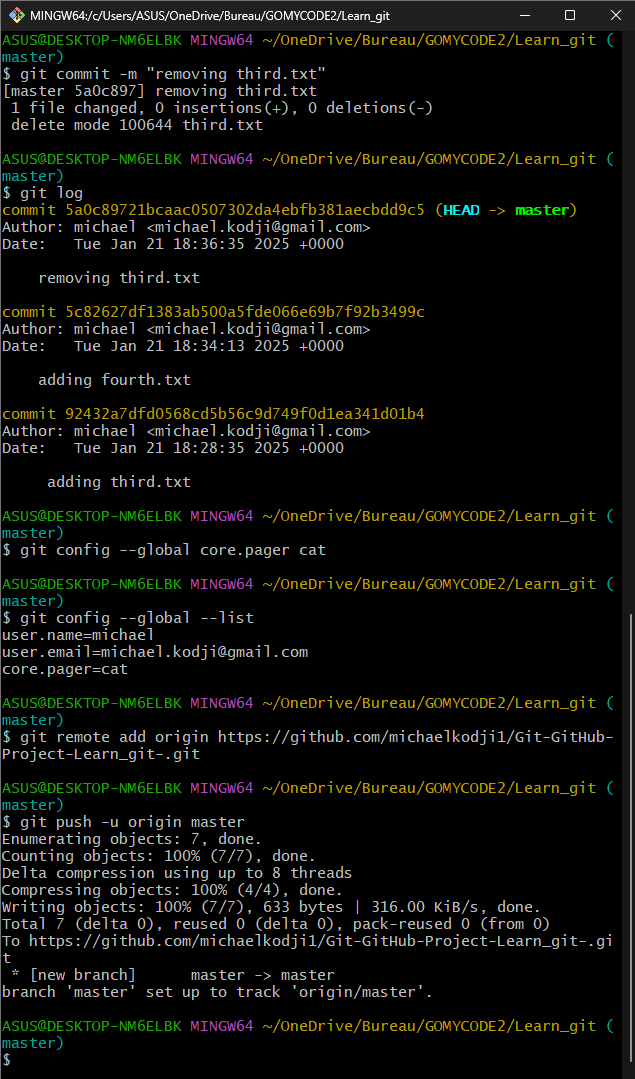 MINGW64:/c/Users/ASUS/OneDrive/Bureau/GOMYCODE2/Learn_git
ASUS@DESKTOP-NM6ELBK MINGW64 ~/OneDrive/Bureau/GOMYCODE2/Learn_git (
master)
$ git commit -m "removing third.txt"
[master 5a0c897] removing third.txt
 1 file changed, 0 insertions(+), 0 deletions(-)
 delete mode 100644 third.txt

ASUS@DESKTOP-NM6ELBK MINGW64 ~/OneDrive/Bureau/GOMYCODE2/Learn_git (
master)
$ git log
commit 5a0c89721bcaac0507302da4ebfb381aecbdd9c5 (HEAD -> master)
Author: michael <michael.kodji@gmail.com>
Date:   Tue Jan 21 18:36:35 2025 +0000

    removing third.txt

commit 5c82627df1383ab500a5fde066e69b7f92b3499c
Author: michael <michael.kodji@gmail.com>
Date:   Tue Jan 21 18:34:13 2025 +0000

    adding fourth.txt

commit 92432a7dfd0568cd5b56c9d749f0d1ea341d01b4
Author: michael <michael.kodji@gmail.com>
Date:   Tue Jan 21 18:28:35 2025 +0000

     adding third.txt

ASUS@DESKTOP-NM6ELBK MINGW64 ~/OneDrive/Bureau/GOMYCODE2/Learn_git (
master)
$ git config --global core.pager cat

ASUS@DESKTOP-NM6ELBK MINGW64 ~/OneDrive/Bureau/GOMYCODE2/Learn_git (
master)
$ git config --global --list
user.name=michael
user.email=michael.kodji@gmail.com
core.pager=cat

ASUS@DESKTOP-NM6ELBK MINGW64 ~/OneDrive/Bureau/GOMYCODE2/Learn_git (
master)
$ git remote add origin https://github.com/michaelkodji1/Git-GitHub-
Project-Learn_git-.git

ASUS@DESKTOP-NM6ELBK MINGW64 ~/OneDrive/Bureau/GOMYCODE2/Learn_git (
master)
$ git push -u origin master
Enumerating objects: 7, done.
Counting objects: 100% (7/7), done.
Delta compression using up to 8 threads
Compressing objects: 100% (4/4), done.
Writing objects: 100% (7/7), 633 bytes | 316.00 KiB/s, done.
Total 7 (delta 0), reused 0 (delta 0), pack-reused 0 (from 0)
To https://github.com/michaelkodji1/Git-GitHub-Project-Learn_git-.gi
t
 * [new branch]      master -> master
branch 'master' set up to track 'origin/master'.

ASUS@DESKTOP-NM6ELBK MINGW64 ~/OneDrive/Bureau/GOMYCODE2/Learn_git (
master)
$